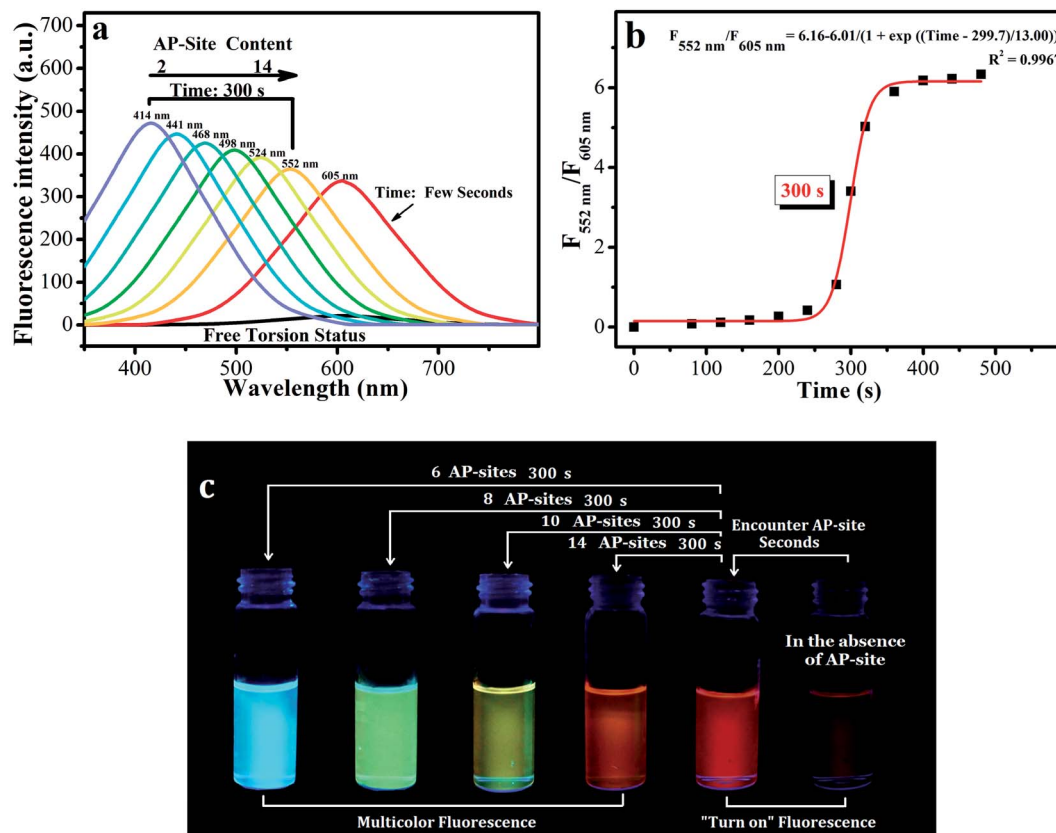 a
AP-Site Content
2 14
Time: 300 s
414 nm
441 nm
468 nm
498 nm
524 nm
552 nm
605 nm
Time: Few Seconds
Free Torsion Status
Fluorescence intensity (a.u.)
700
600
500
400
300
200
100
0
400 500 600 700
Wavelength (nm)
b
F552 nm/F605 nm = 6.16-6.01/(1 + exp ((Time - 299.7)/13.00))
R² = 0.9967
300 s
F552 nm/F605 nm
6
4
2
0
0 100 200 300 400 500
Time (s)
c
6 AP-sites 300 s
8 AP-sites 300 s
10 AP-sites 300 s
14 AP-sites 300 s
Encounter AP-site
Seconds
In the absence
of AP-site
Multicolor Fluorescence
"Turn on" Fluorescence